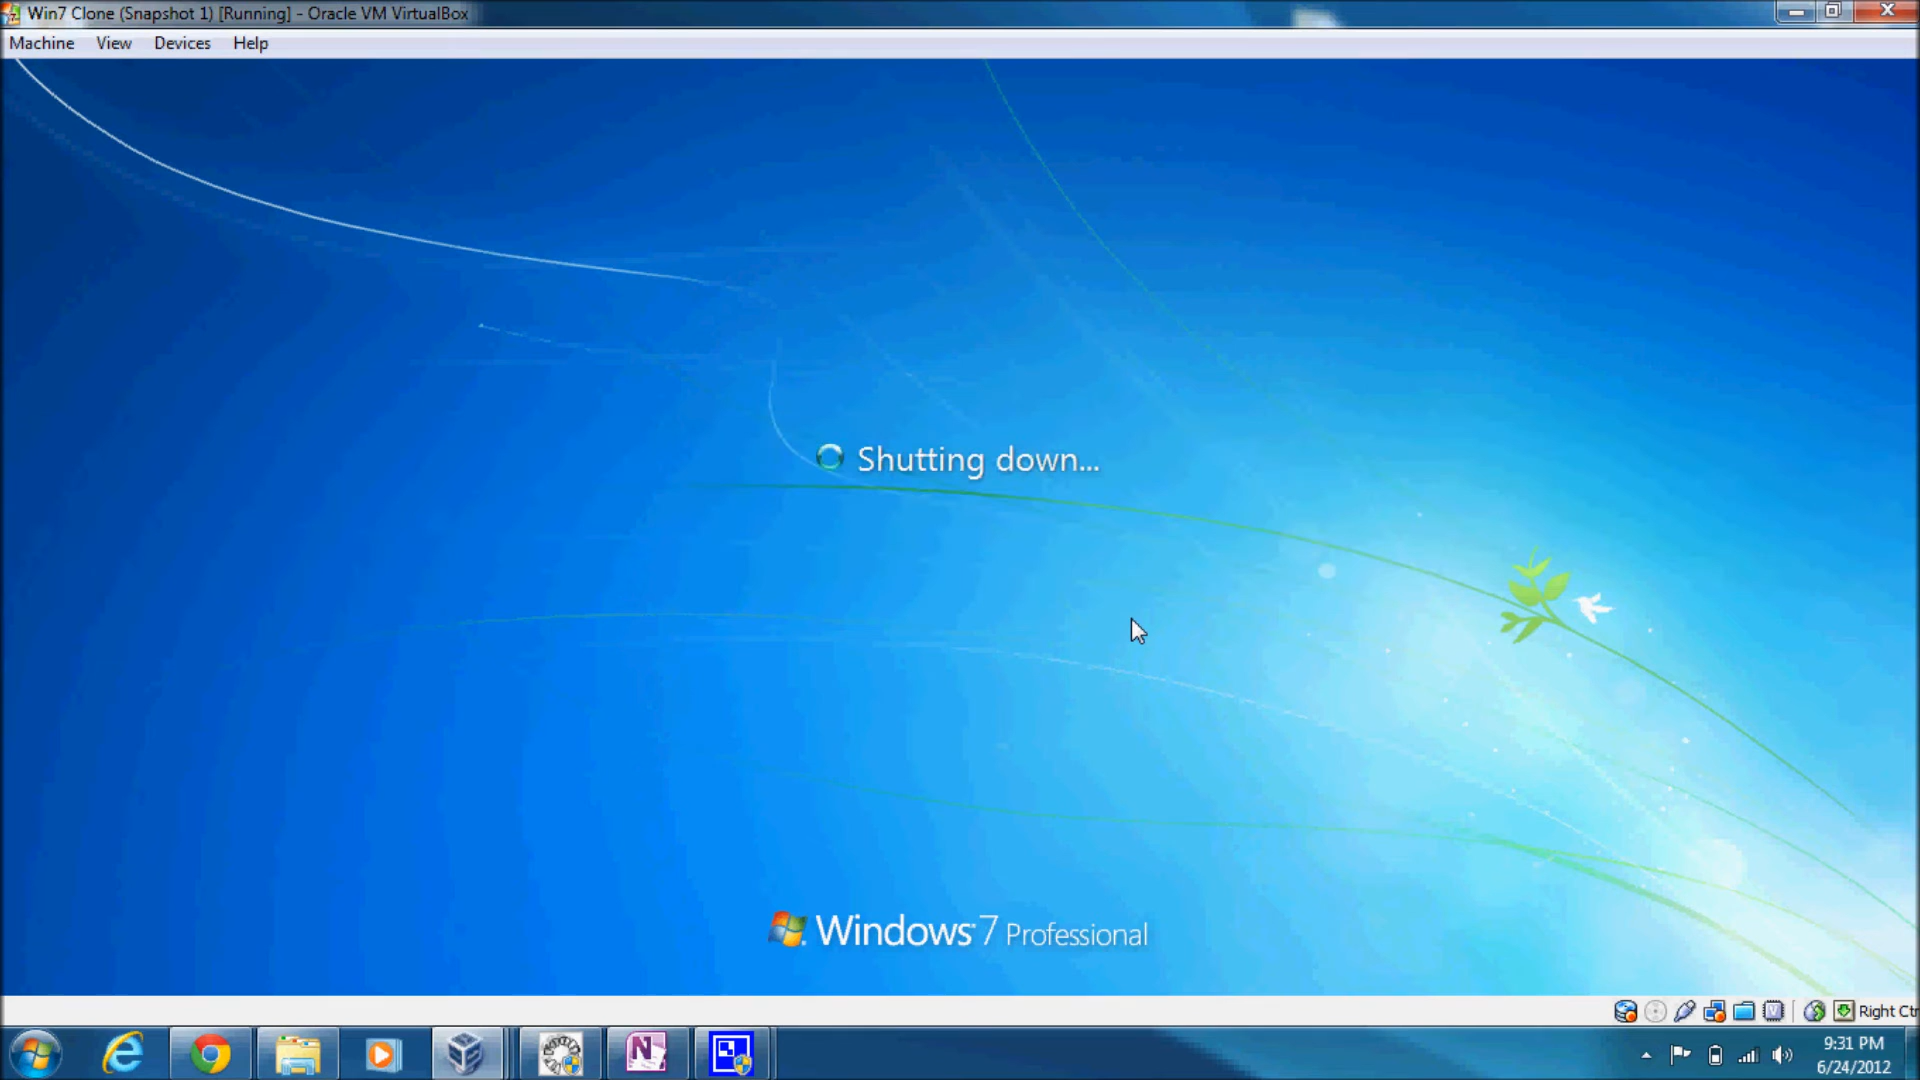 Win7 Clone (Snapshot 1) [Running] - Oracle VM VirtualBox
Machine View Devices Help
Shutting down...
Windows 7 Professional
Right Ctr
9:31 PM
6/24/2012